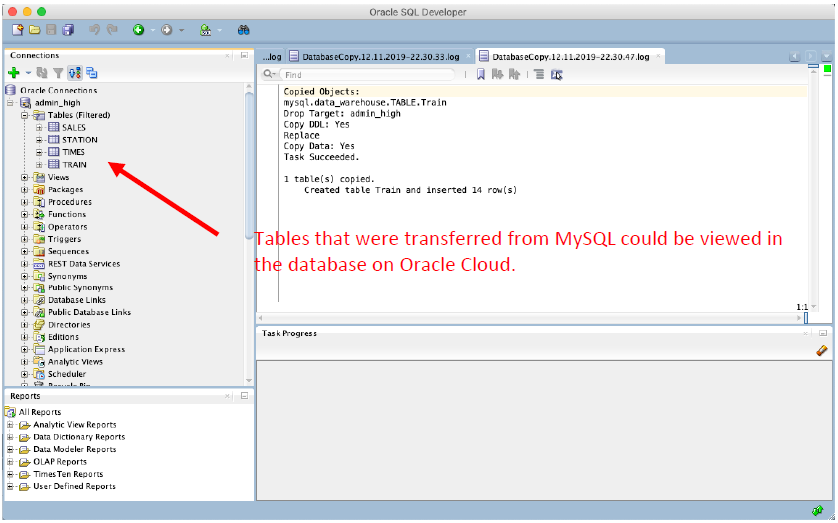 Oracle SQL Developer
Connections
Oracle Connections
admin_high
Tables (Filtered)
SALES
STATION
TIMES
TRAIN
Views
Packages
Procedures
Functions
Operators
Triggers
Sequences
REST Data Services
Synonyms
Public Synonyms
Database Links
Public Database Links
Directories
Editions
Application Express
Analytic Views
Scheduler
Recycle Bin
Reports
All Reports
Analytic View Reports
Data Dictionary Reports
Data Modeler Reports
OLAP Reports
TimesTen Reports
User Defined Reports
...log DatabaseCopy.12.11.2019-22.30.33.log DatabaseCopy.12.11.2019-22.30.47.log
Find
Copied Objects:
mysql.data_warehouse.TABLE.Train
Drop Target: admin_high
Copy DDL: Yes
Replace
Copy Data: Yes
Task Succeeded.
1 table(s) copied.
Created table Train and inserted 14 row(s)
Tables that were transferred from MySQL could be viewed in
the database on Oracle Cloud.
1:1
Task Progress